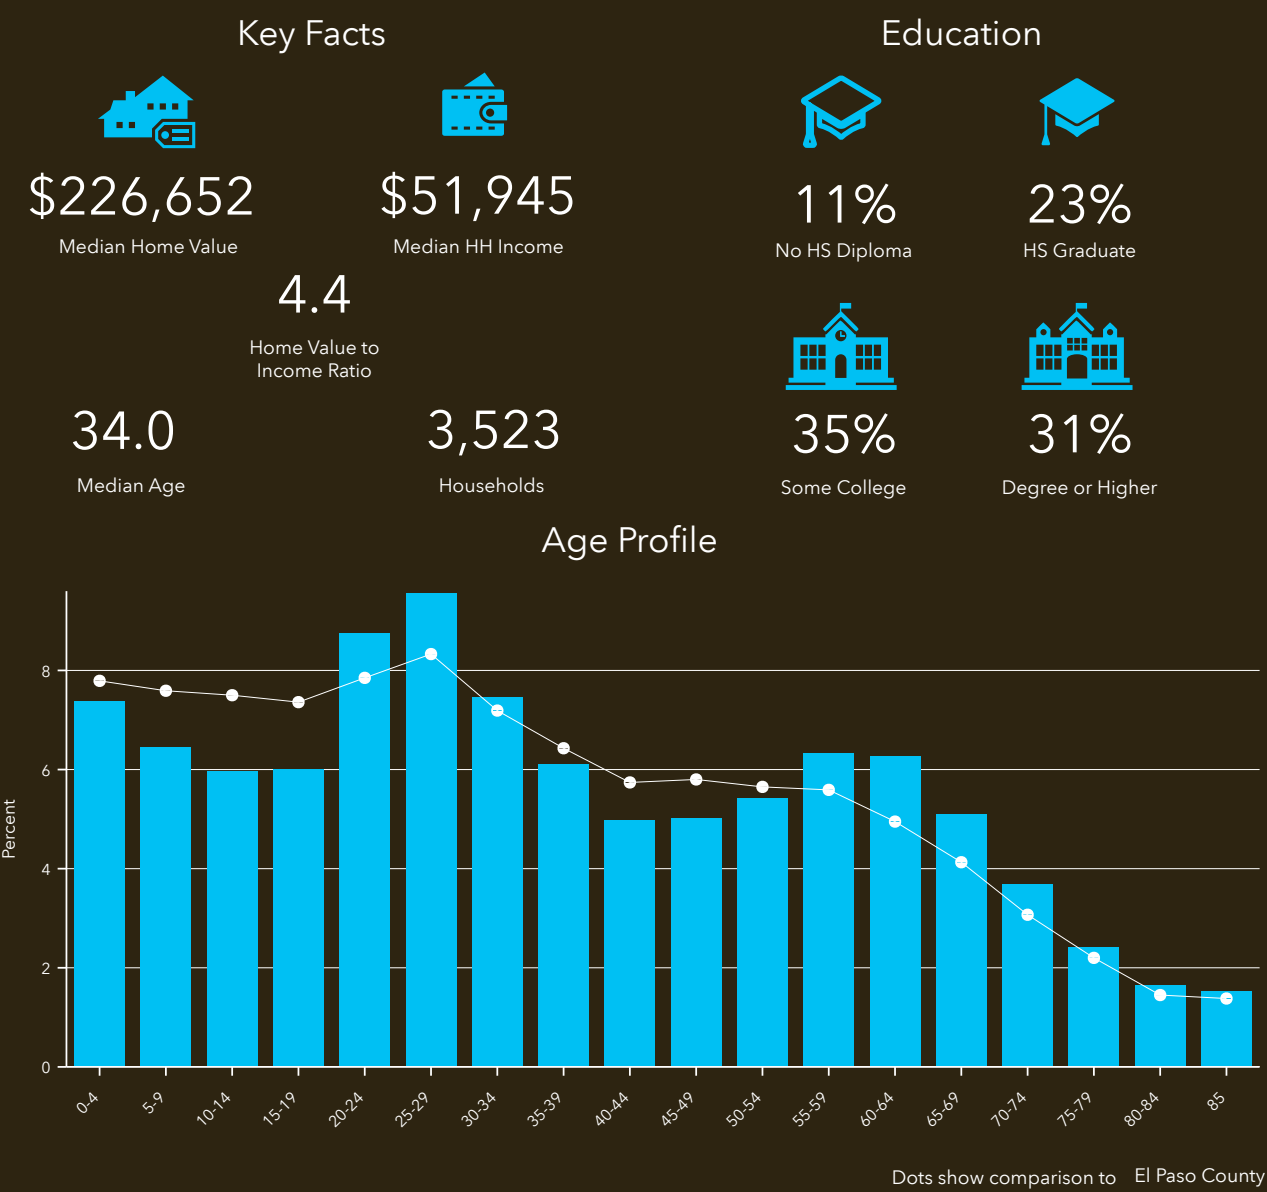 Key Facts
$226,652
Median Home Value
$51,945
Median HH Income
4.4
Home Value to
Income Ratio
34.0
Median Age
3,523
Households
Education
11%
No HS Diploma
23%
HS Graduate
35%
Some College
31%
Degree or Higher
Age Profile
Percent
8
6
4
2
0
0-4
5-9
10-14
15-19
20-24
25-29
30-34
35-39
40-44
45-49
50-54
55-59
60-64
65-69
70-74
75-79
80-84
85
Dots show comparison to El Paso County